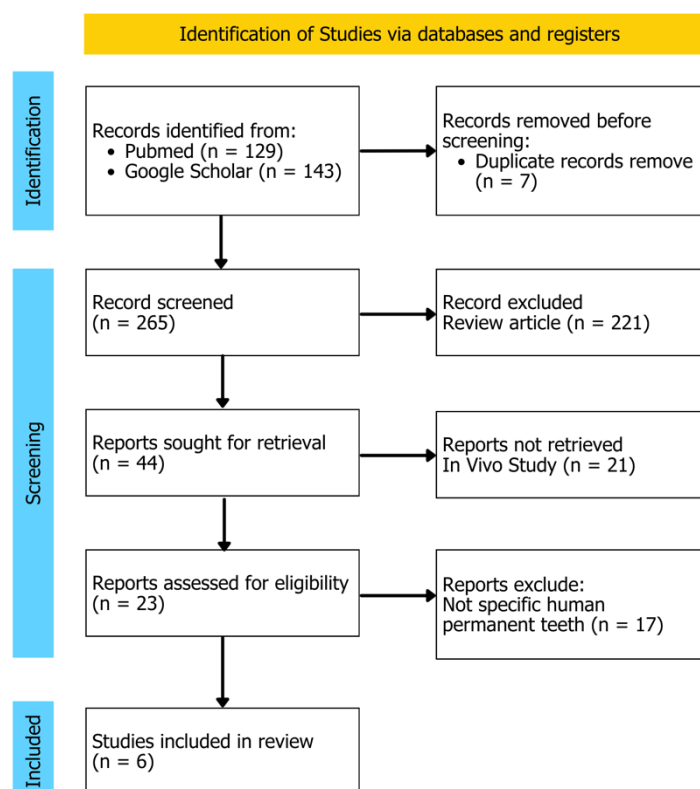 Identification of Studies via databases and registers
Identification
Records identified from:
• Pubmed (n = 129)
• Google Scholar (n = 143)
Records removed before
screening:
• Duplicate records remove
(n = 7)
Screening
Record screened
(n = 265)
Record excluded
Review article (n = 221)
Reports sought for retrieval
(n = 44)
Reports not retrieved
In Vivo Study (n = 21)
Reports assessed for eligibility
(n = 23)
Reports exclude:
Not specific human
permanent teeth (n = 17)
Included
Studies included in review
(n = 6)